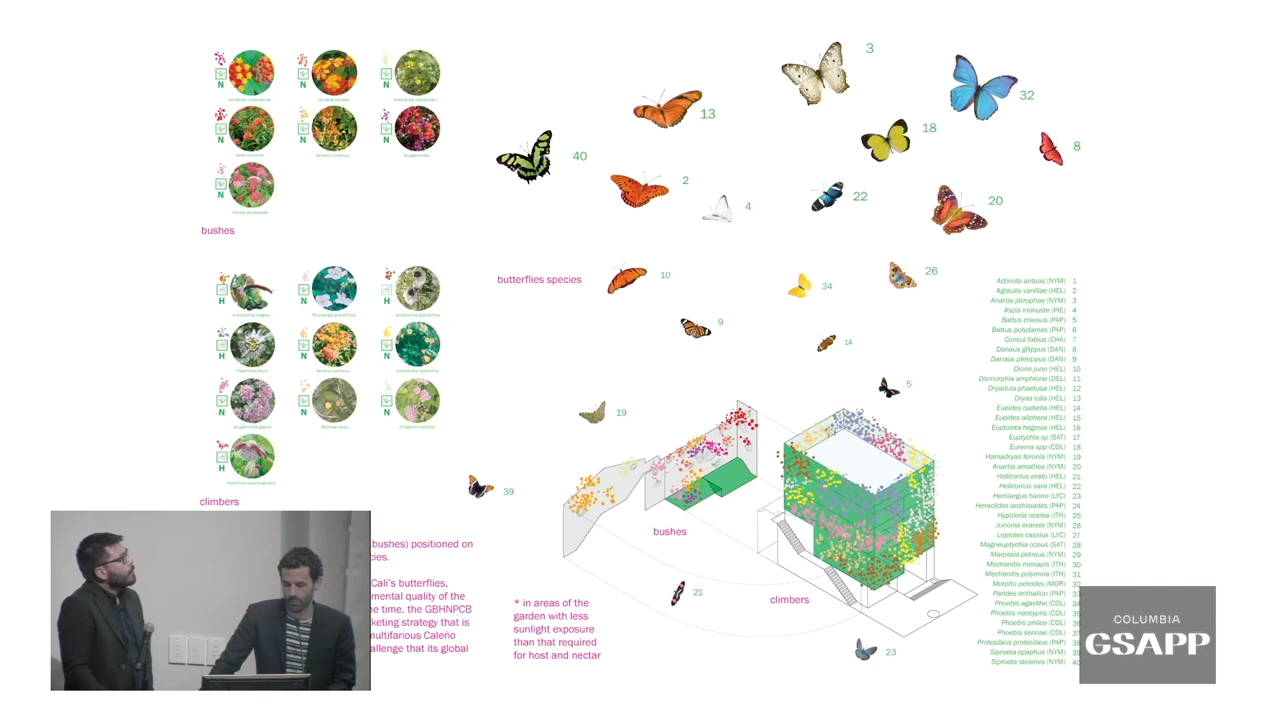 N
N
N
N
N
N
N
bushes
H
N
H
H
N
N
N
N
N
H
climbers
3
32
13
18
8
40
2
4
22
20
butterflies species
10
34
26
9
14
5
19
39
21
23
bushes
climbers
Actinote anteas (NYM) 1
Agraulis vanillae (HEL) 2
Anartia jatrophae (NYM) 3
Ascia monuste (PIE) 4
Battus crassus (PAP) 5
Battus polydamas (PAP) 6
Consul fabius (CHA) 7
Danaus gilippus (DAN) 8
Danaus plexippus (DAN) 9
Dione juno (HEL) 10
Dismorphia amphione (DEL) 11
Dryadula phaetusa (HEL) 12
Dryas iulia (HEL) 13
Eueides isabella (HEL) 14
Eueides aliphera (HEL) 15
Euptoieta hegesia (HEL) 16
Euptychia sp (SAT) 17
Eurema spp (COL) 18
Hamadryas feronia (NYM) 19
Anartia amathea (NYM) 20
Heliconius erato (HEL) 21
Heliconius sara (HEL) 22
Hemiargus hanno (LYC) 23
Heraclides anchisiades (PAP) 24
Hypoleria ocalea (ITH) 25
Junonia evarete (NYM) 26
Leptotes cassius (LYC) 27
Magneuptychia ocnus (SAT) 28
Marpesia petreus (NYM) 29
Mechanitis menapis (ITH) 30
Mechanitis polymnia (ITH) 31
Morpho peleides (MOR) 32
Parides erithalion (PAP) 33
Phoebis agarithe (COL) 34
Phoebis neocypris (COL)
Phoebis philea (COL)
Phoebis sennae (COL)
Protesilaus protesilaus (PAP)
Siproeta epaphus (NYM)
Siproeta stelenes (NYM)
bushes) positioned on
cies.
Cali's butterflies,
mental quality of the
e time, the GBHNPCB
keting strategy that is
multifarious Caleño
allenge that its global
* in areas of the
garden with less
sunlight exposure
than that required
for host and nectar
COLUMBIA
GSAPP